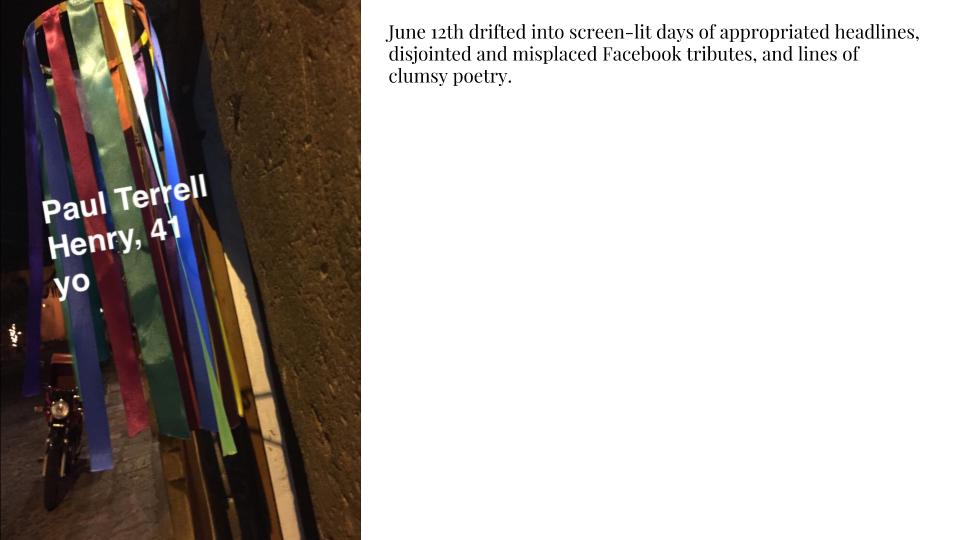 Paul Terrell
Henry, 41
yo
June 12th drifted into screen-lit days of appropriated headlines,
disjointed and misplaced Facebook tributes, and lines of
clumsy poetry.